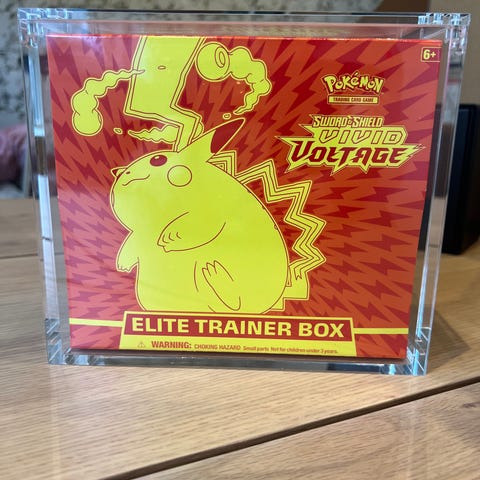 6+
Pokémon
TRADING CARD GAME
SWORD & SHIELD
VIVID
VOLTAGE
ELITE TRAINER BOX
⚠ WARNING: CHOKING HAZARD Small parts. Not for children under 3 years.